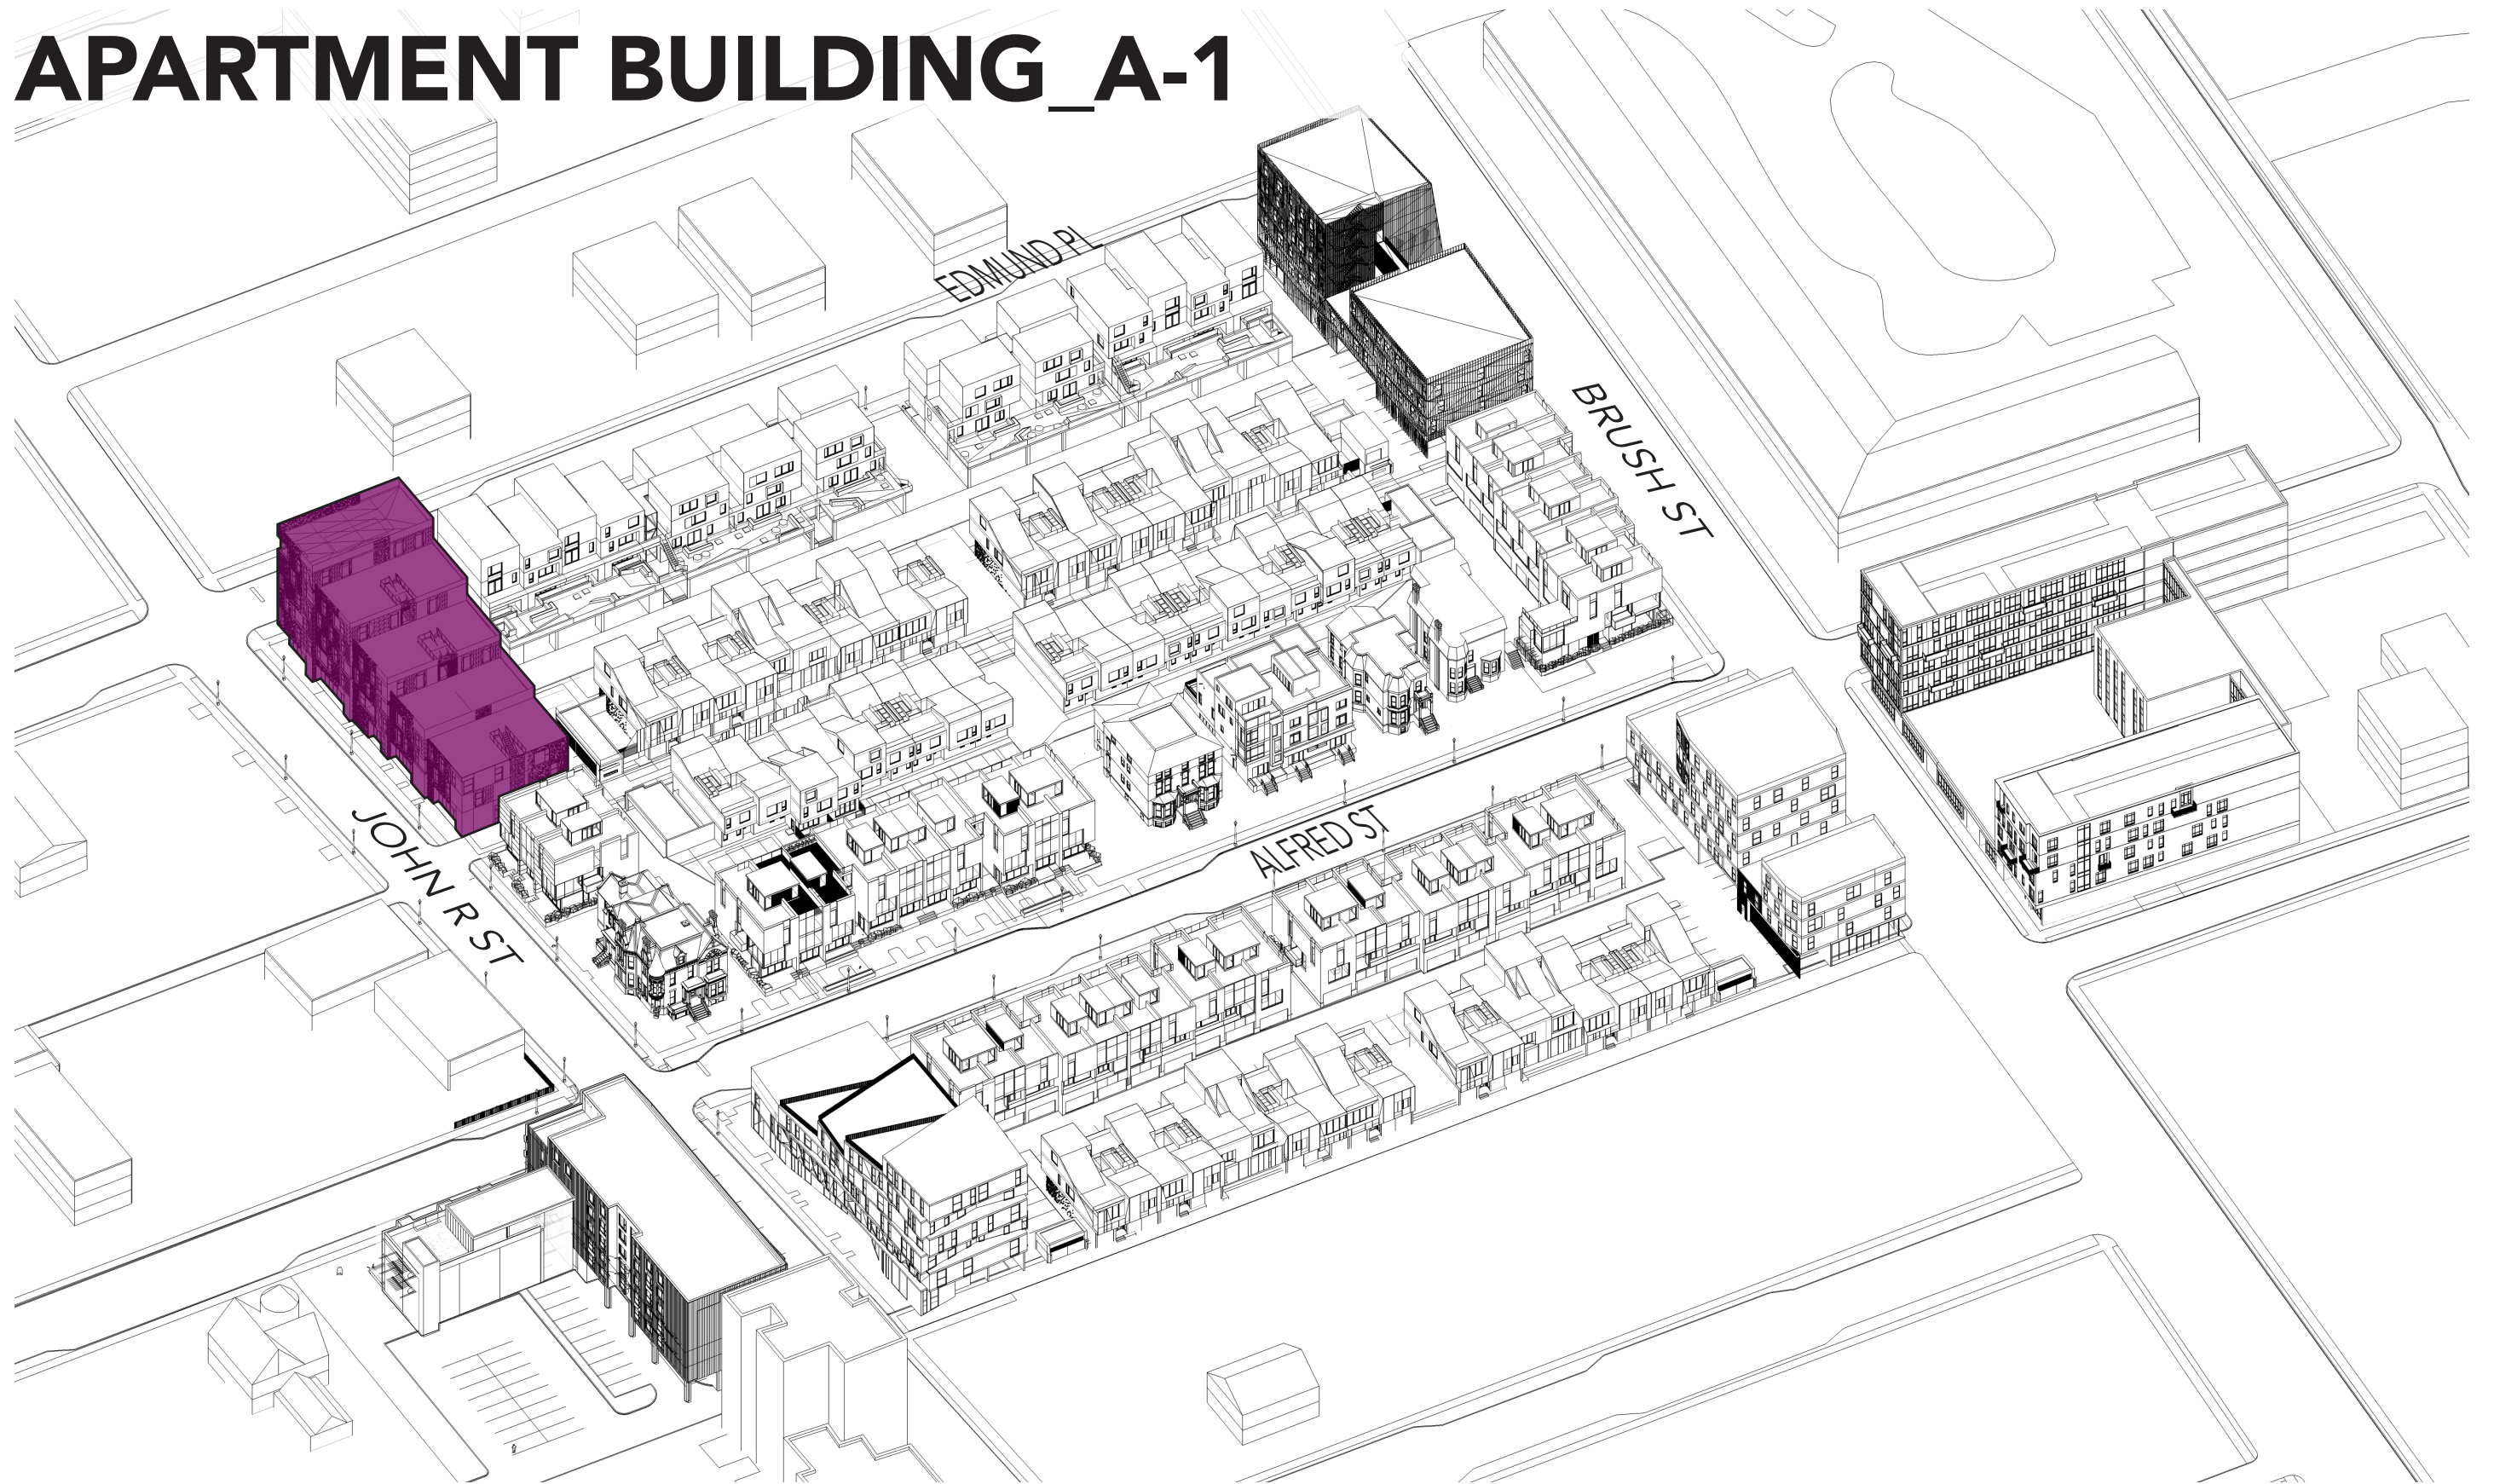 APARTMENT BUILDING_A-1
EDMUND PL
BRUSH ST
JOHN R ST
ALFRED ST